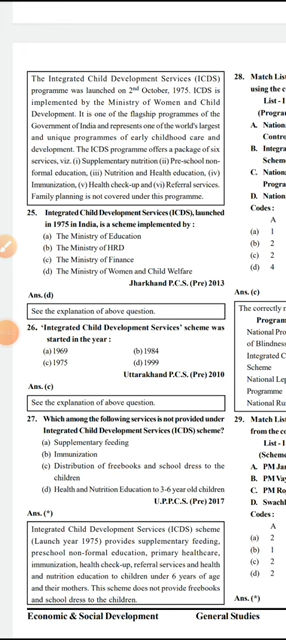 The Integrated Child Development Services (ICDS)
programme was launched on 2nd October, 1975. ICDS is
implemented by the Ministry of Women and Child
Development. It is one of the flagship programmes of the
Government of India and represents one of the world's largest
and unique programmes of early childhood care and
development. The ICDS programme offers a package of six
services, viz. (i) Supplementary nutrition (ii) Pre-school non-
formal education, (iii) Nutrition and Health education, (iv)
Immunization, (v) Health check-up and (vi) Referral services.
Family planning is not covered under this programme.
25. Integrated Child Development Services (ICDS), launched
in 1975 in India, is a scheme implemented by :
(a) The Ministry of Education
(b) The Ministry of HRD
(c) The Ministry of Finance
(d) The Ministry of Women and Child Welfare
Jharkhand P.C.S. (Pre) 2013
Ans. (d)
See the explanation of above question.
26. 'Integrated Child Development Services' scheme was
started in the year :
(a) 1969 (b) 1984
(c) 1975 (d) 1999
Uttarakhand P.C.S. (Pre) 2010
Ans. (c)
See the explanation of above question.
27. Which among the following services is not provided under
Integrated Child Development Services (ICDS) scheme?
(a) Supplementary feeding
(b) Immunization
(c) Distribution of freebooks and school dress to the
children
(d) Health and Nutrition Education to 3-6 year old children
U.P.P.C.S. (Pre) 2017
Ans. (*)
Integrated Child Development Services (ICDS) scheme
(Launch year 1975) provides supplementary feeding,
preschool non-formal education, primary healthcare,
immunization, health check-up, referral services and health
and nutrition education to children under 6 years of age
and their mothers. This scheme does not provide freebooks
and school dress to the children.
Economic & Social Development
28. Match List
using the c
List - I
(Progra
A. Nation
Contro
B. Integra
Schem
C. Nationa
Progra
D. Nation
Codes :
A
(a) 1
(b) 2
(c) 2
(d) 4
Ans. (c)
The correctly n
Program
National Pro
of Blindness
Integrated C
Scheme
National Lep
Programme
National Ru
29. Match List
from the co
List - I
(Scheme
A. PM Jan
B. PM Vay
C. PM Ro
D. Swachl
Codes :
A
(a) 2
(b) 1
(c) 2
(d) 2
Ans. (*)
General Studies